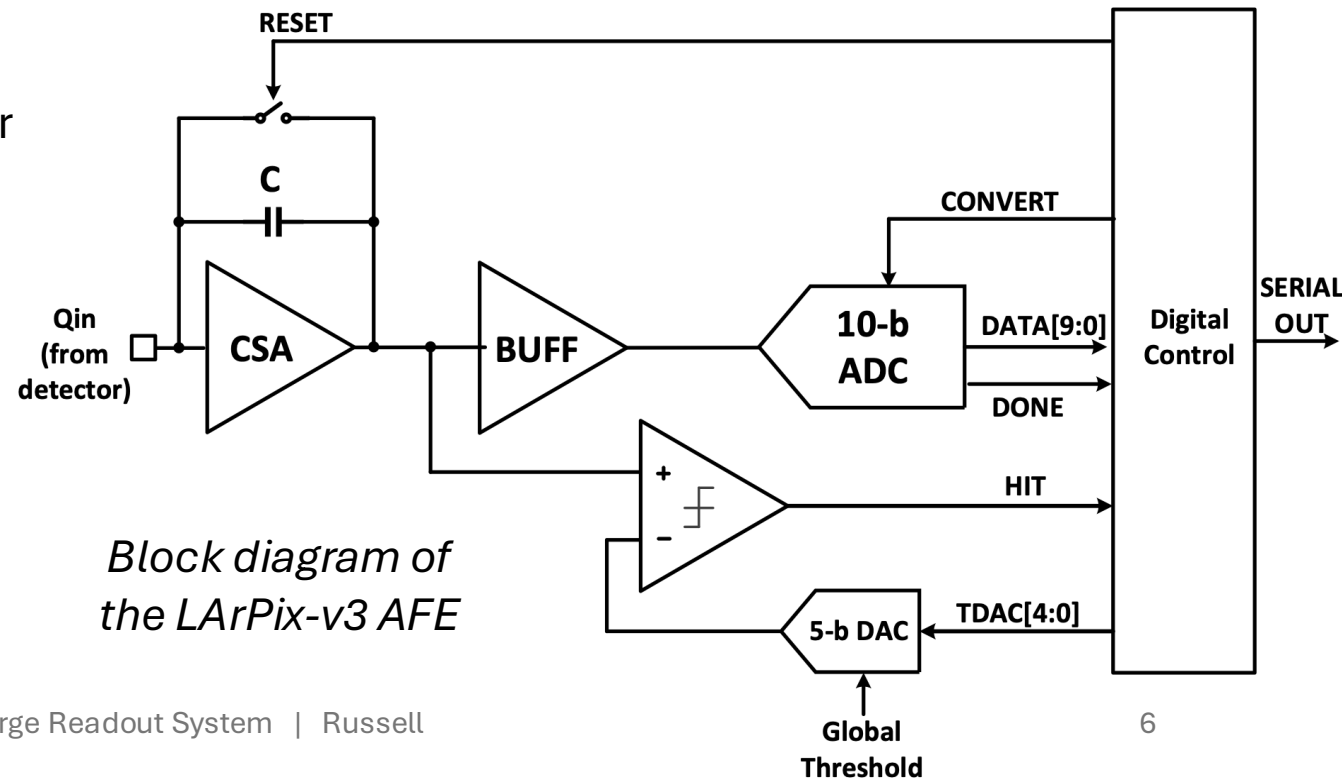 RESET
r
C
CONVERT
Qin
(from
detector)
CSA
BUFF
10-b
ADC
DATA[9:0]
DONE
Digital
Control
SERIAL
OUT
+
−
HIT
Block diagram of
the LArPix-v3 AFE
5-b DAC
TDAC[4:0]
Global
Threshold
rge Readout System | Russell
6